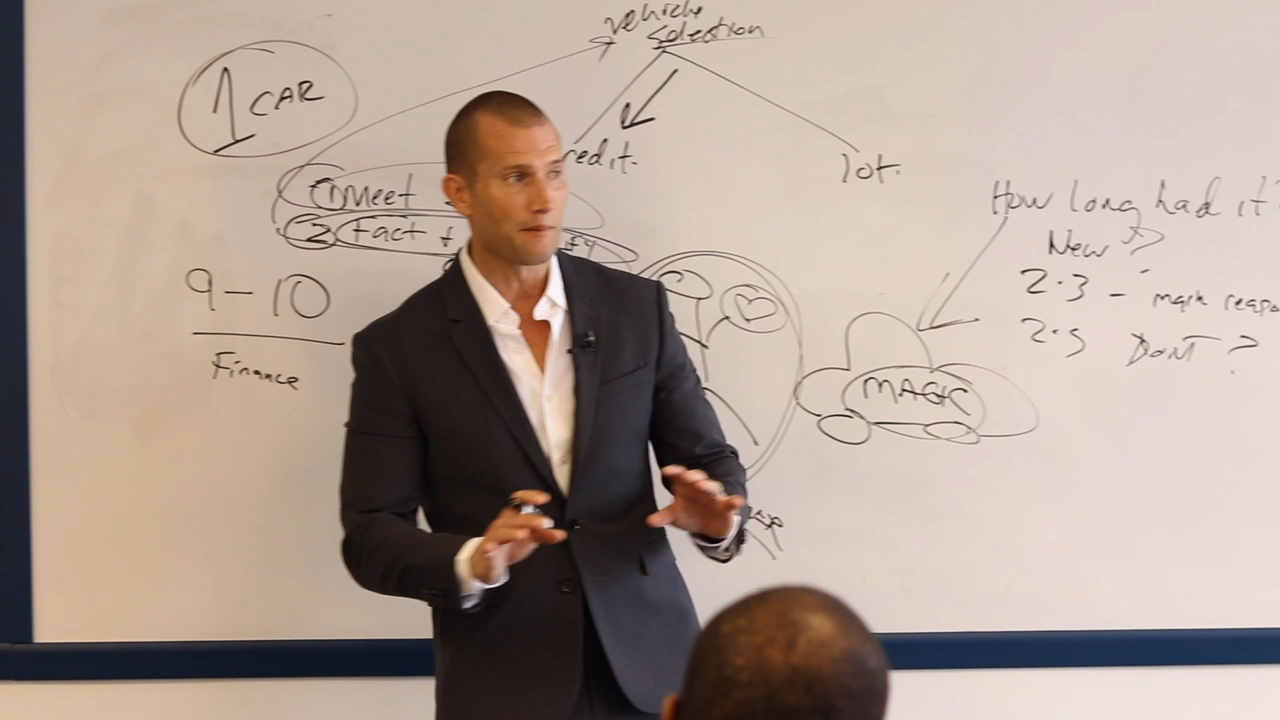 vehicle
selection
1 CAR
redit.
lot.
1 Meet
2 Fact f
How long had it?
New ?
9-10
2.3 - mark reapo
Finance
2.5 DONT ?
MAGIC